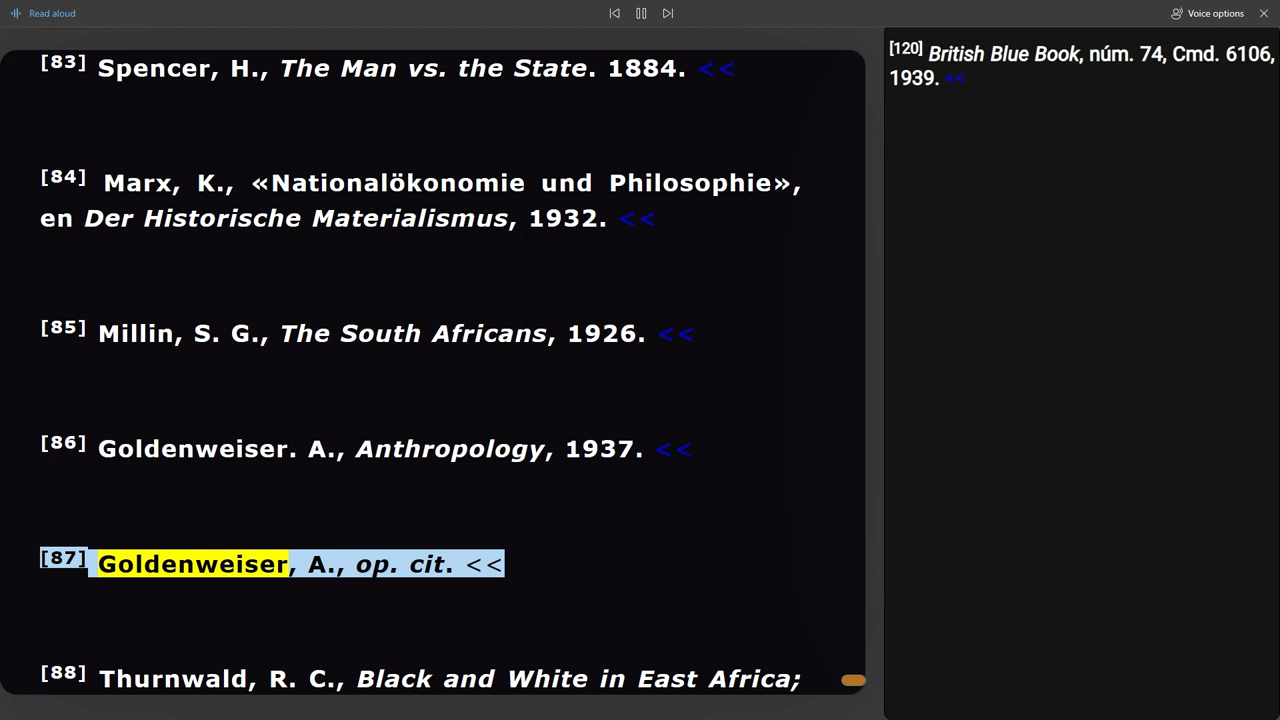 Read aloud
Voice options
[83] Spencer, H., The Man vs. the State. 1884. <<
[84] Marx, K., «Nationalökonomie und Philosophie»,
en Der Historische Materialismus, 1932. <<
[85] Millin, S. G., The South Africans, 1926. <<
[86] Goldenweiser. A., Anthropology, 1937. <<
[87] Goldenweiser, A., op. cit. <<
[88] Thurnwald, R. C., Black and White in East Africa;
[120] British Blue Book, núm. 74, Cmd. 6106,
1939. <<